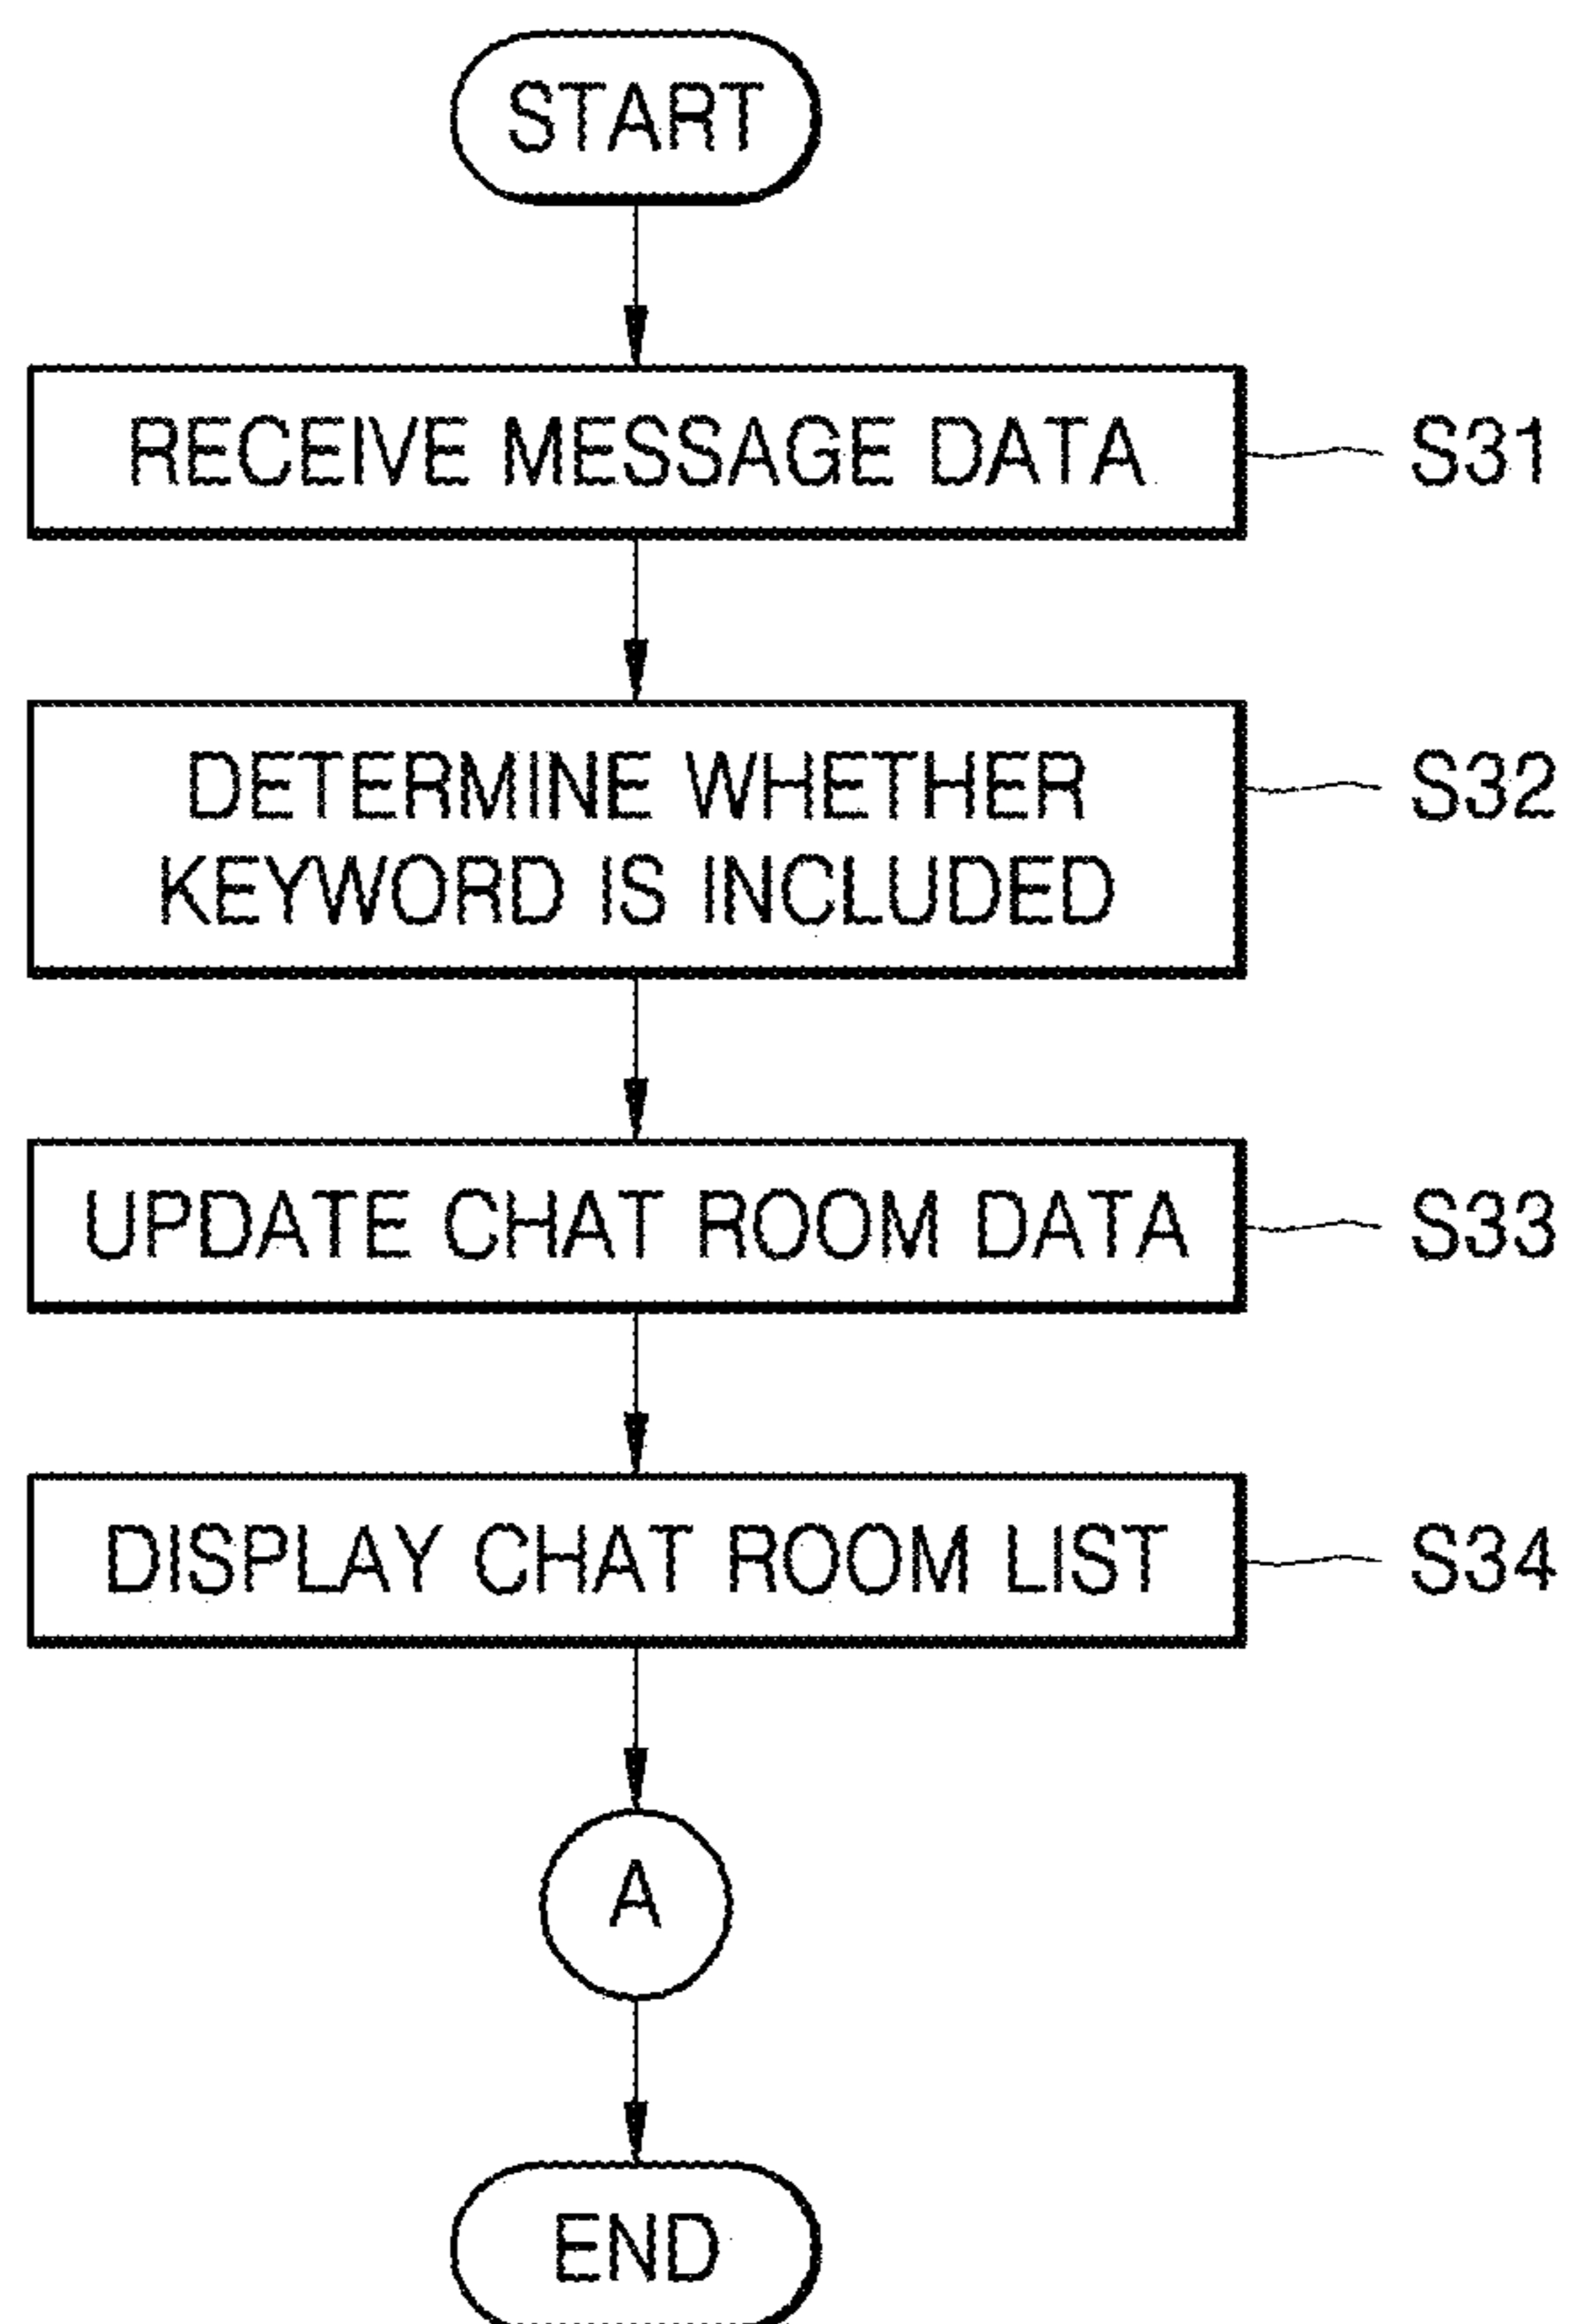 START
RECEIVE MESSAGE DATA
S31
DETERMINE WHETHER
S32
KEYWORD IS INCLUDED
UPDATE CHAT ROOM DATA
S33
DISPLAY CHAT ROOM LIST
S34
A
END